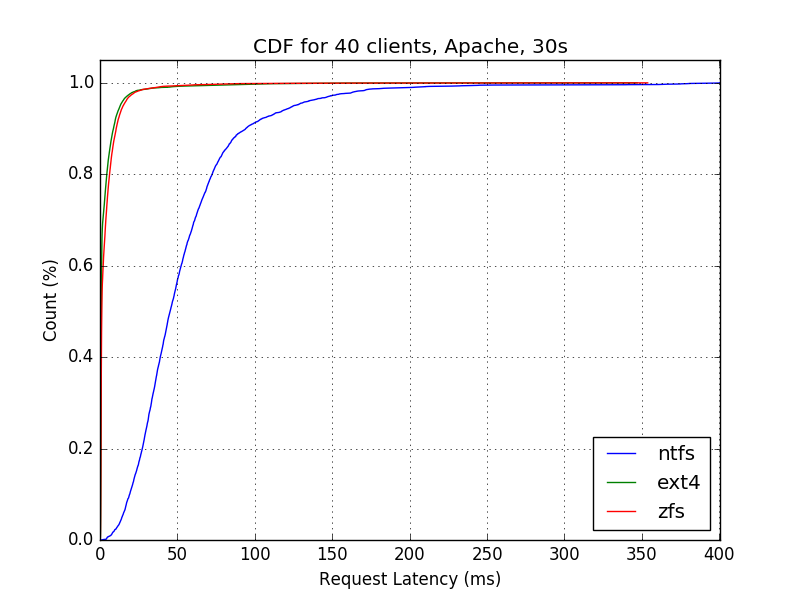 CDF for 40 clients, Apache, 30s
1.0
0.8
0.6
0.4
0.2
0.0
Count (%)
ntfs
ext4
zfs
0 50 100 150 200 250 300 350 400
Request Latency (ms)